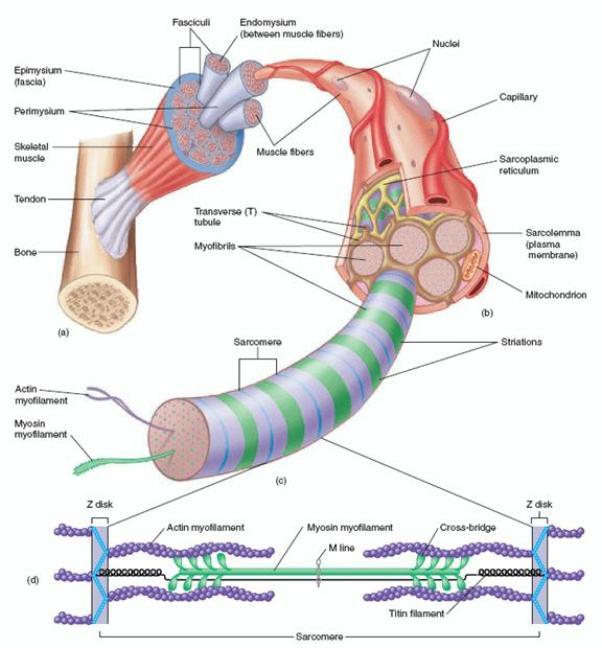 Fasciculi
Endomysium
(between muscle fibers)
Nuclei
Epimysium
(fascia)
Capillary
Perimysium
Skeletal
muscle
Muscle fibers
Sarcoplasmic
reticulum
Tendon
Transverse (T)
tubule
Sarcolemma
(plasma
membrane)
Myofibrils
Bone
Mitochondrion
(a)
(b)
Sarcomere
Striations
Actin
myofilament
Myosin
myofilament
(c)
Z disk
Z disk
Actin myofilament
Myosin myofilament
Cross-bridge
M line
(d)
Titin filament
Sarcomere